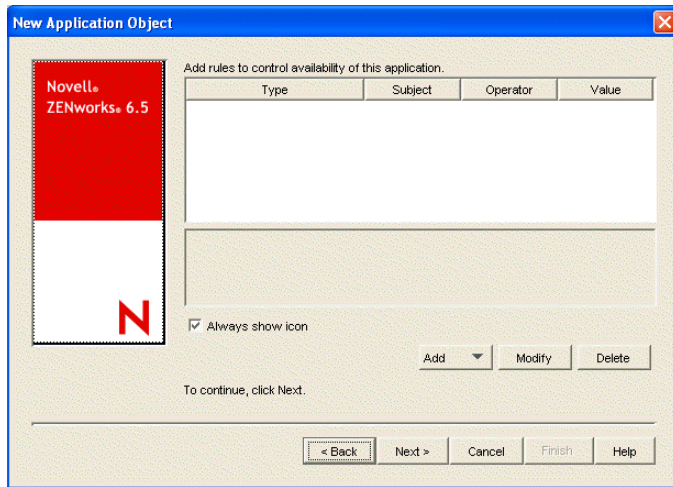 New Application Object
Novell®
ZENworks® 6.5
Add rules to control availability of this application.
Type Subject Operator Value
N
Always show icon
Add Modify Delete
To continue, click Next.
< Back Next > Cancel Finish Help